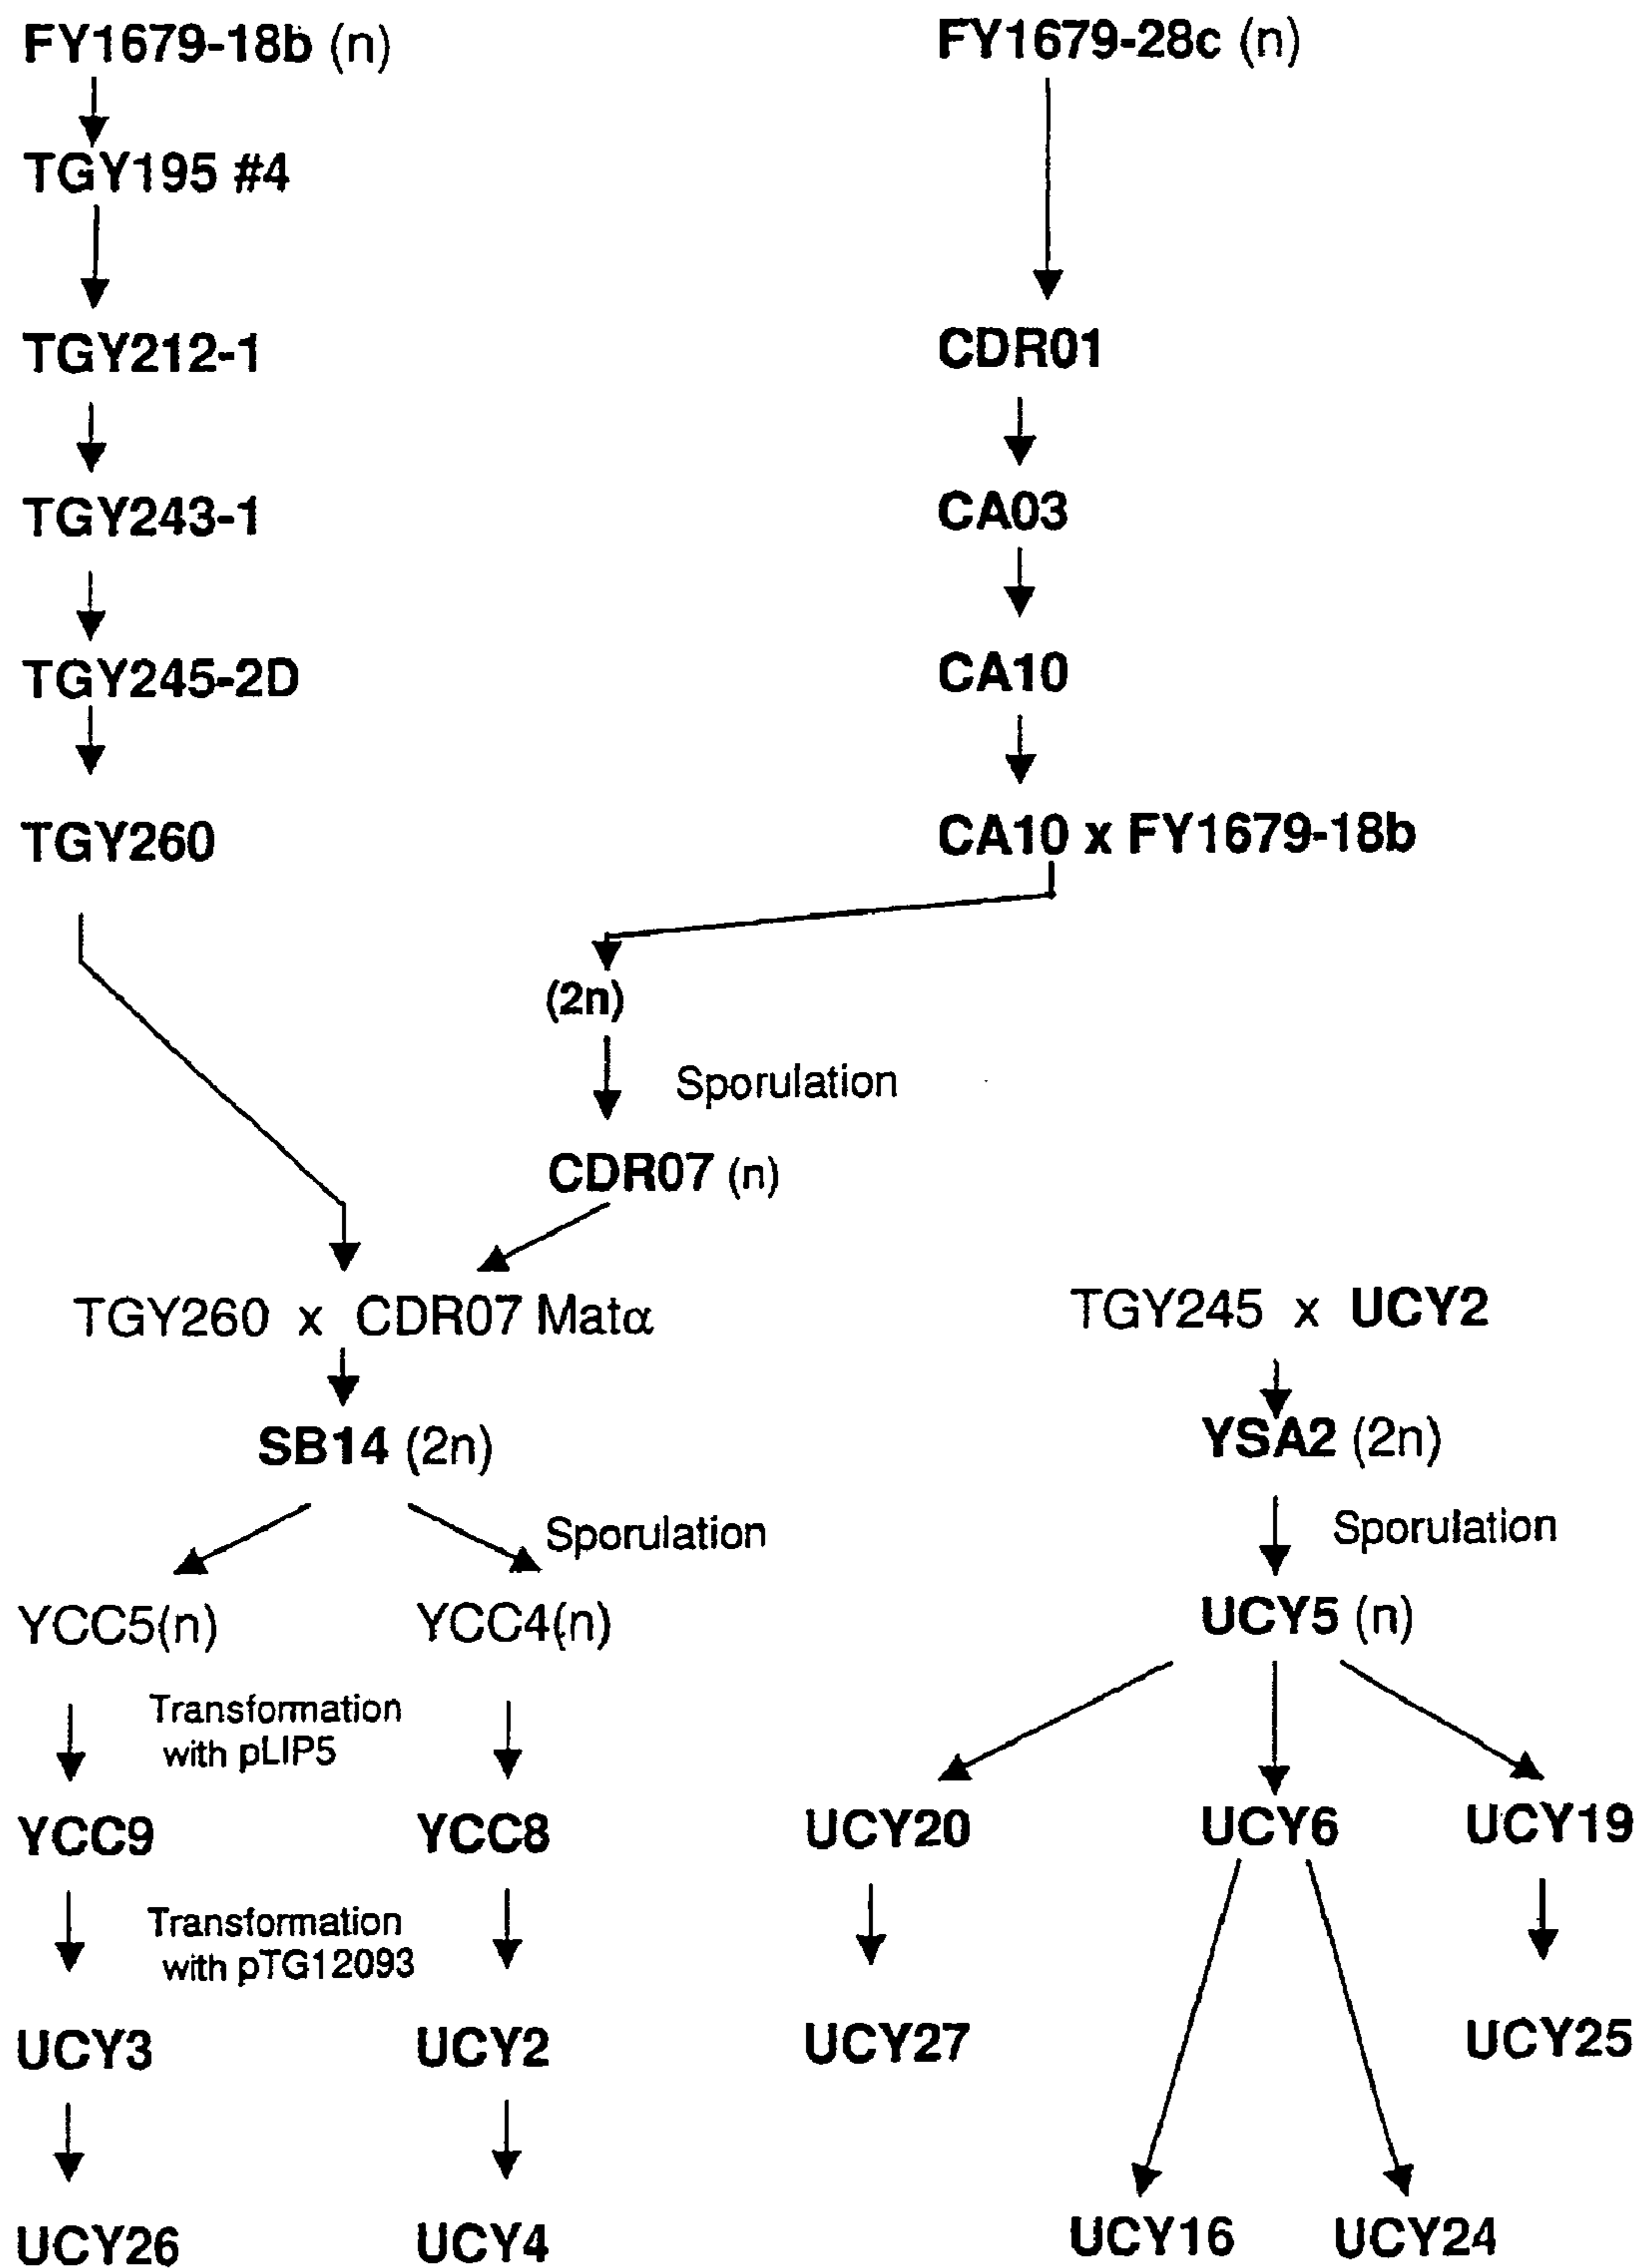 FY1679-18b (n)
FY1679-28c (n)
TGY195 #4
TGY212-1
CDR01
TGY243-1
CA03
TGY245-2D
CA10
TGY260
CA10 x FY1679-18b
(2n)
Sporulation
CDR07 (n)
TGY260 x CDR07 Matα
TGY245 x UCY2
SB14 (2n)
YSA2 (2n)
Sporulation
Sporulation
YCC5(n)
YCC4(n)
UCY5 (n)
Transformation
with pLIP5
YCC9
YCC8
UCY20
UCY6
UCY19
Transformation
with pTG12093
UCY3
UCY2
UCY27
UCY25
UCY26
UCY4
UCY16
UCY24